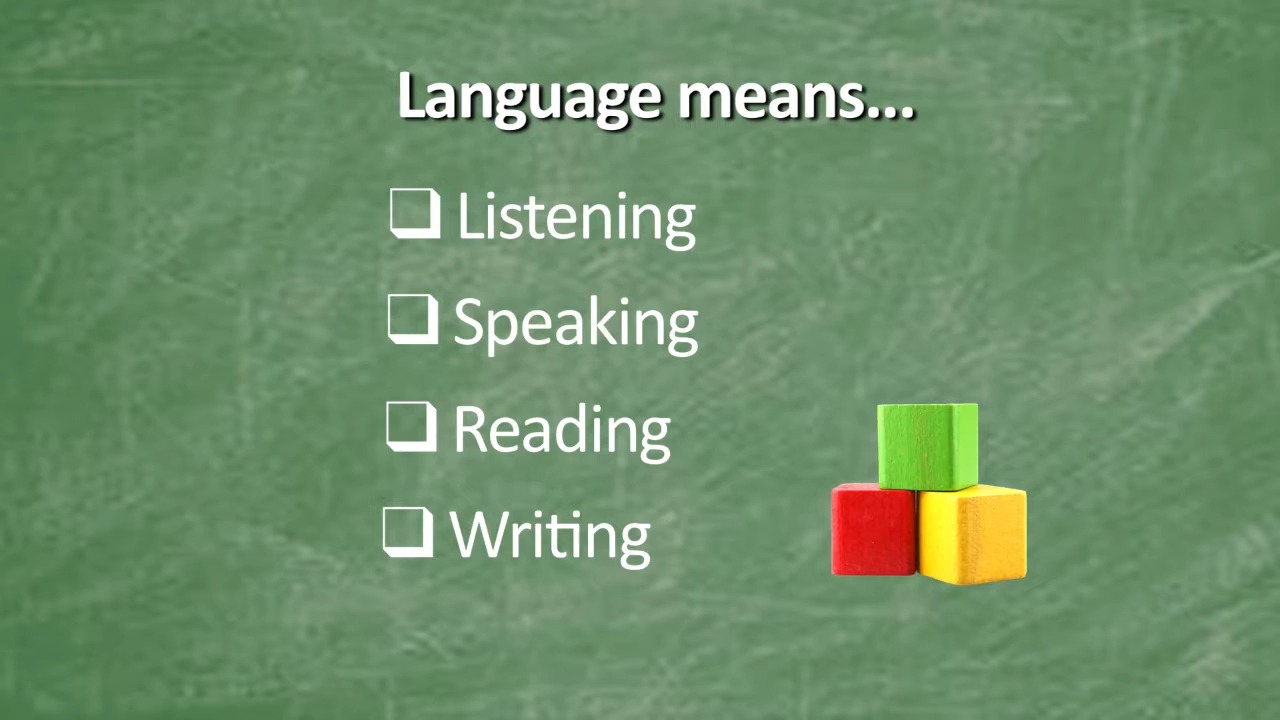 Language means...
❑ Listening
❑ Speaking
❑ Reading
❑ Writing